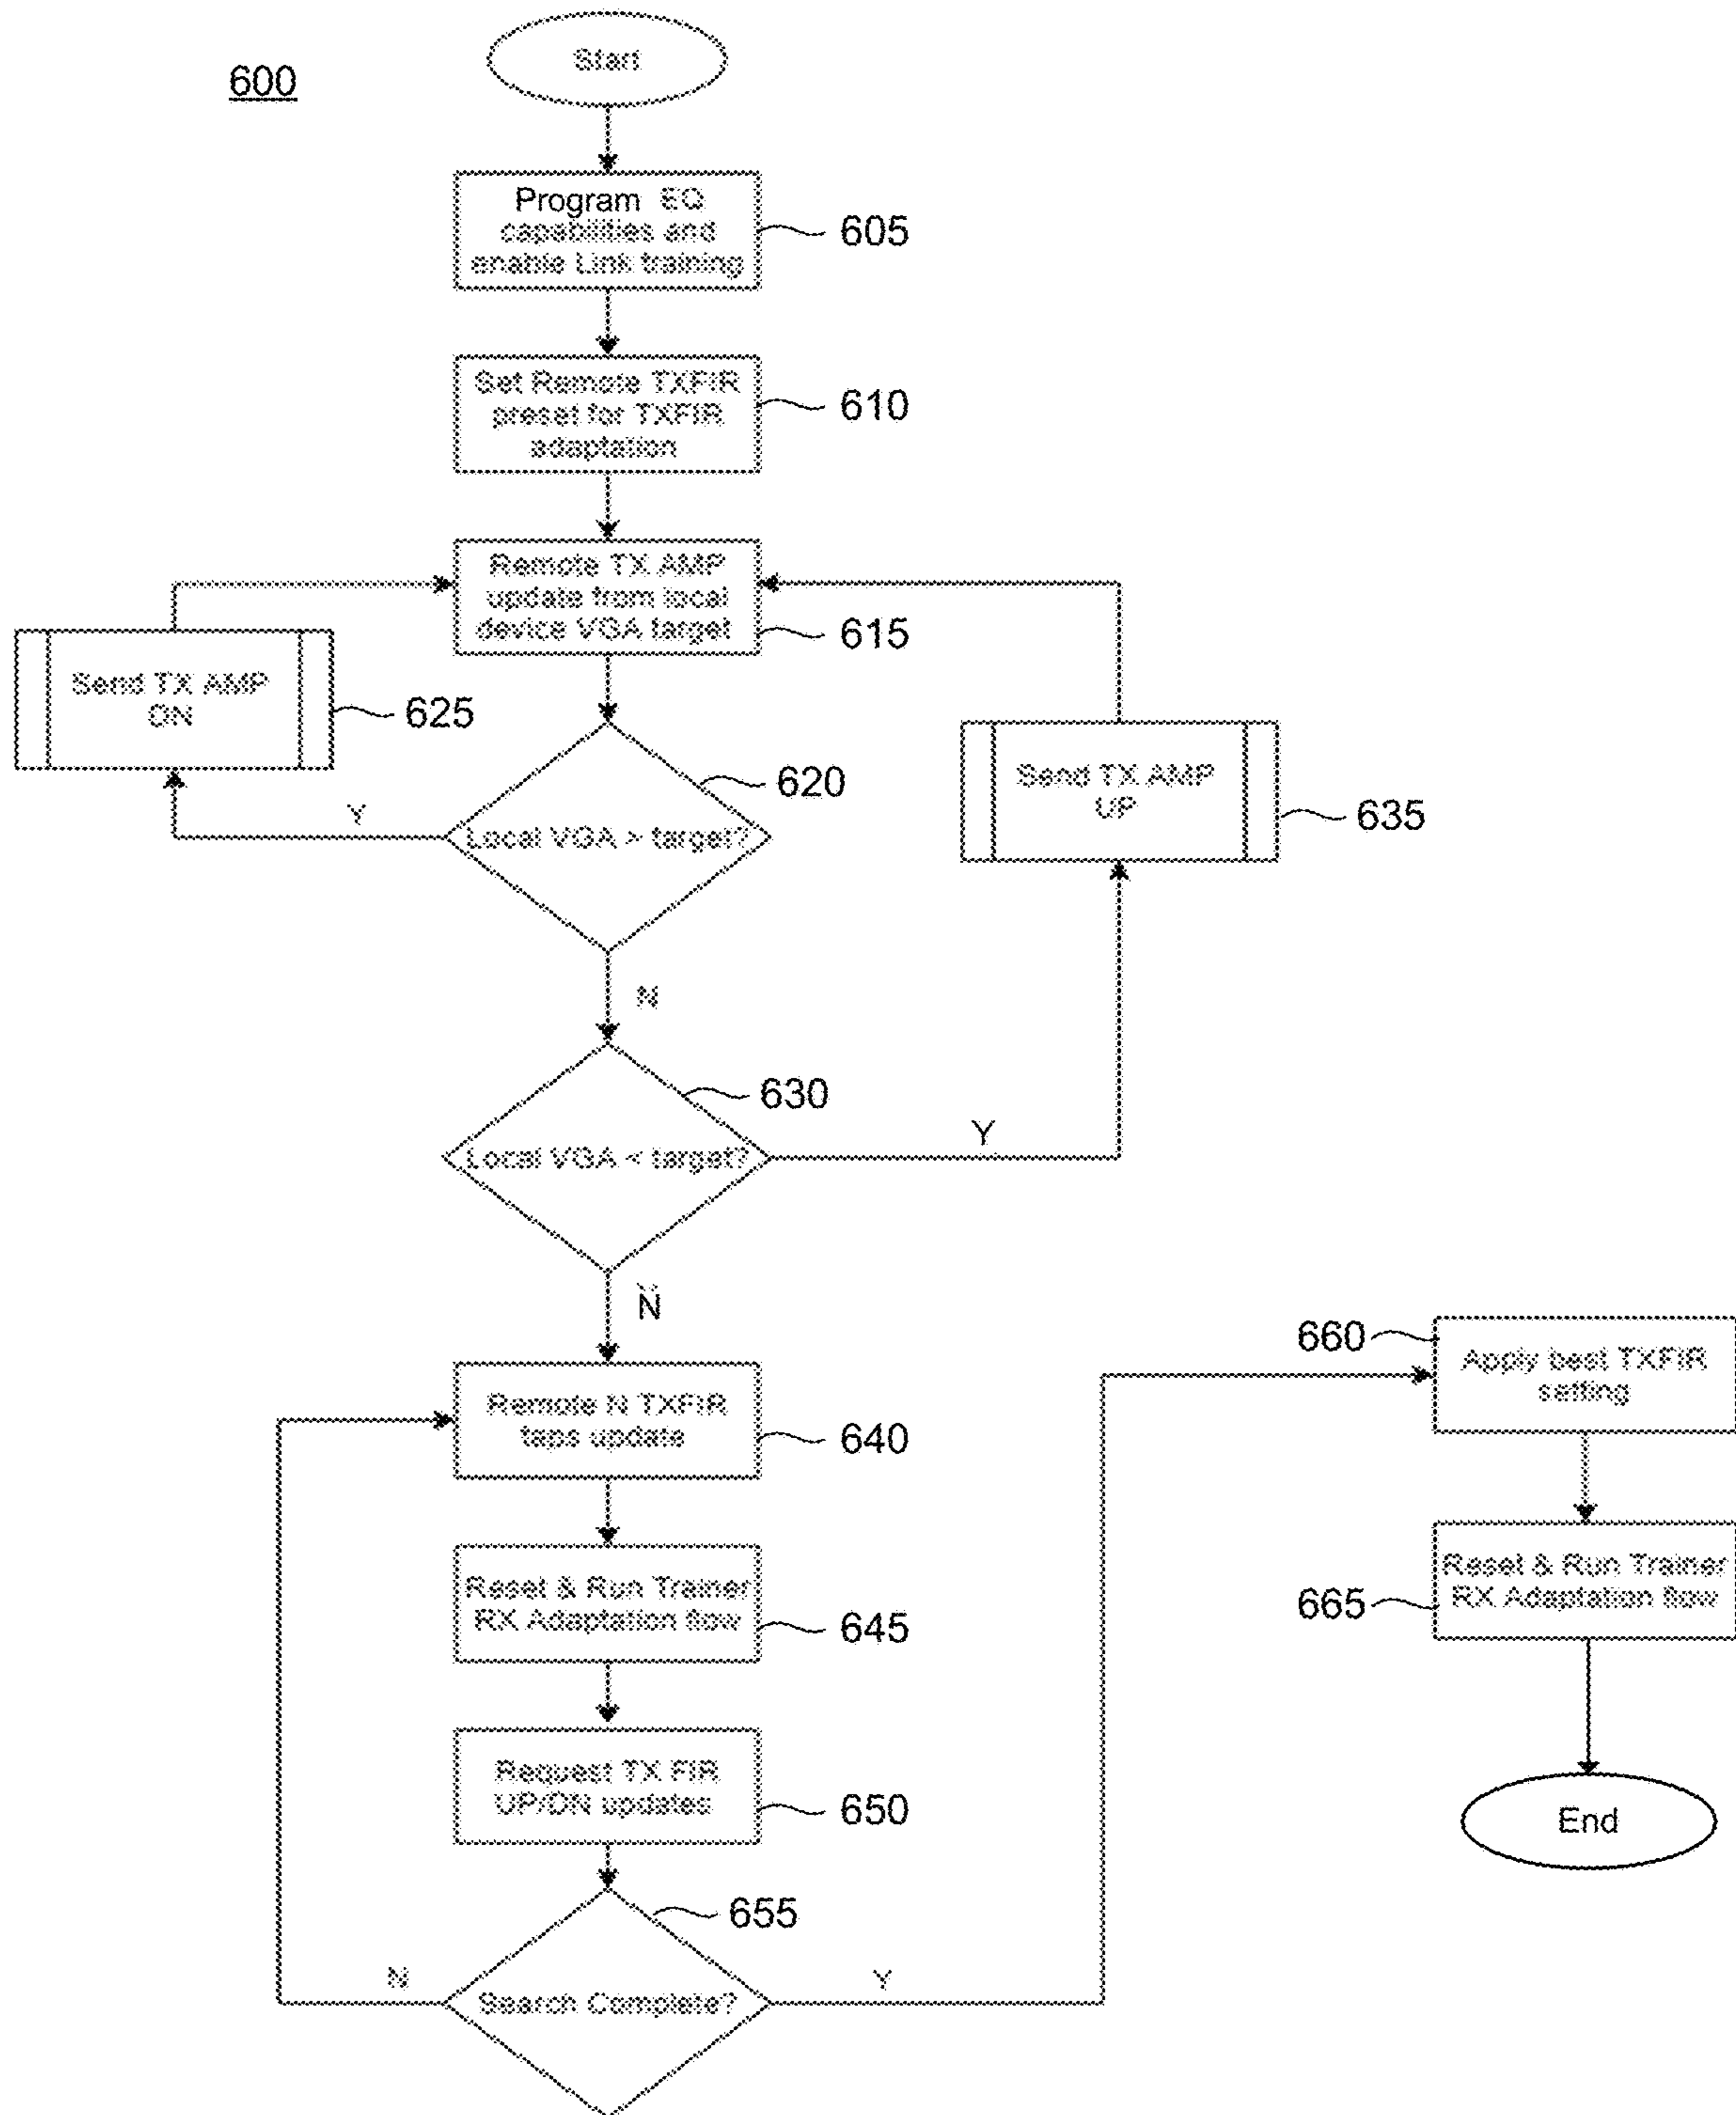 600
Start
Program EQ
capabilities and
enable Link training
605
Set Remote TXFIR
preset for TXFIR
adaptation
610
Remote TX AMP
update from local
device VGA target
615
Send TX AMP
DN
625
620
Local VGA > target?
Y
Send TX AMP
UP
635
N
630
Local VGA < target?
Y
N
Remote N TXFIR
taps update
640
Reset & Run Trainer
RX Adaptation flow
645
Request TX FIR
UP/DN updates
650
655
Search Complete?
N
Y
660
Apply best TXFIR
setting
Reset & Run Trainer
RX Adaptation flow
665
End